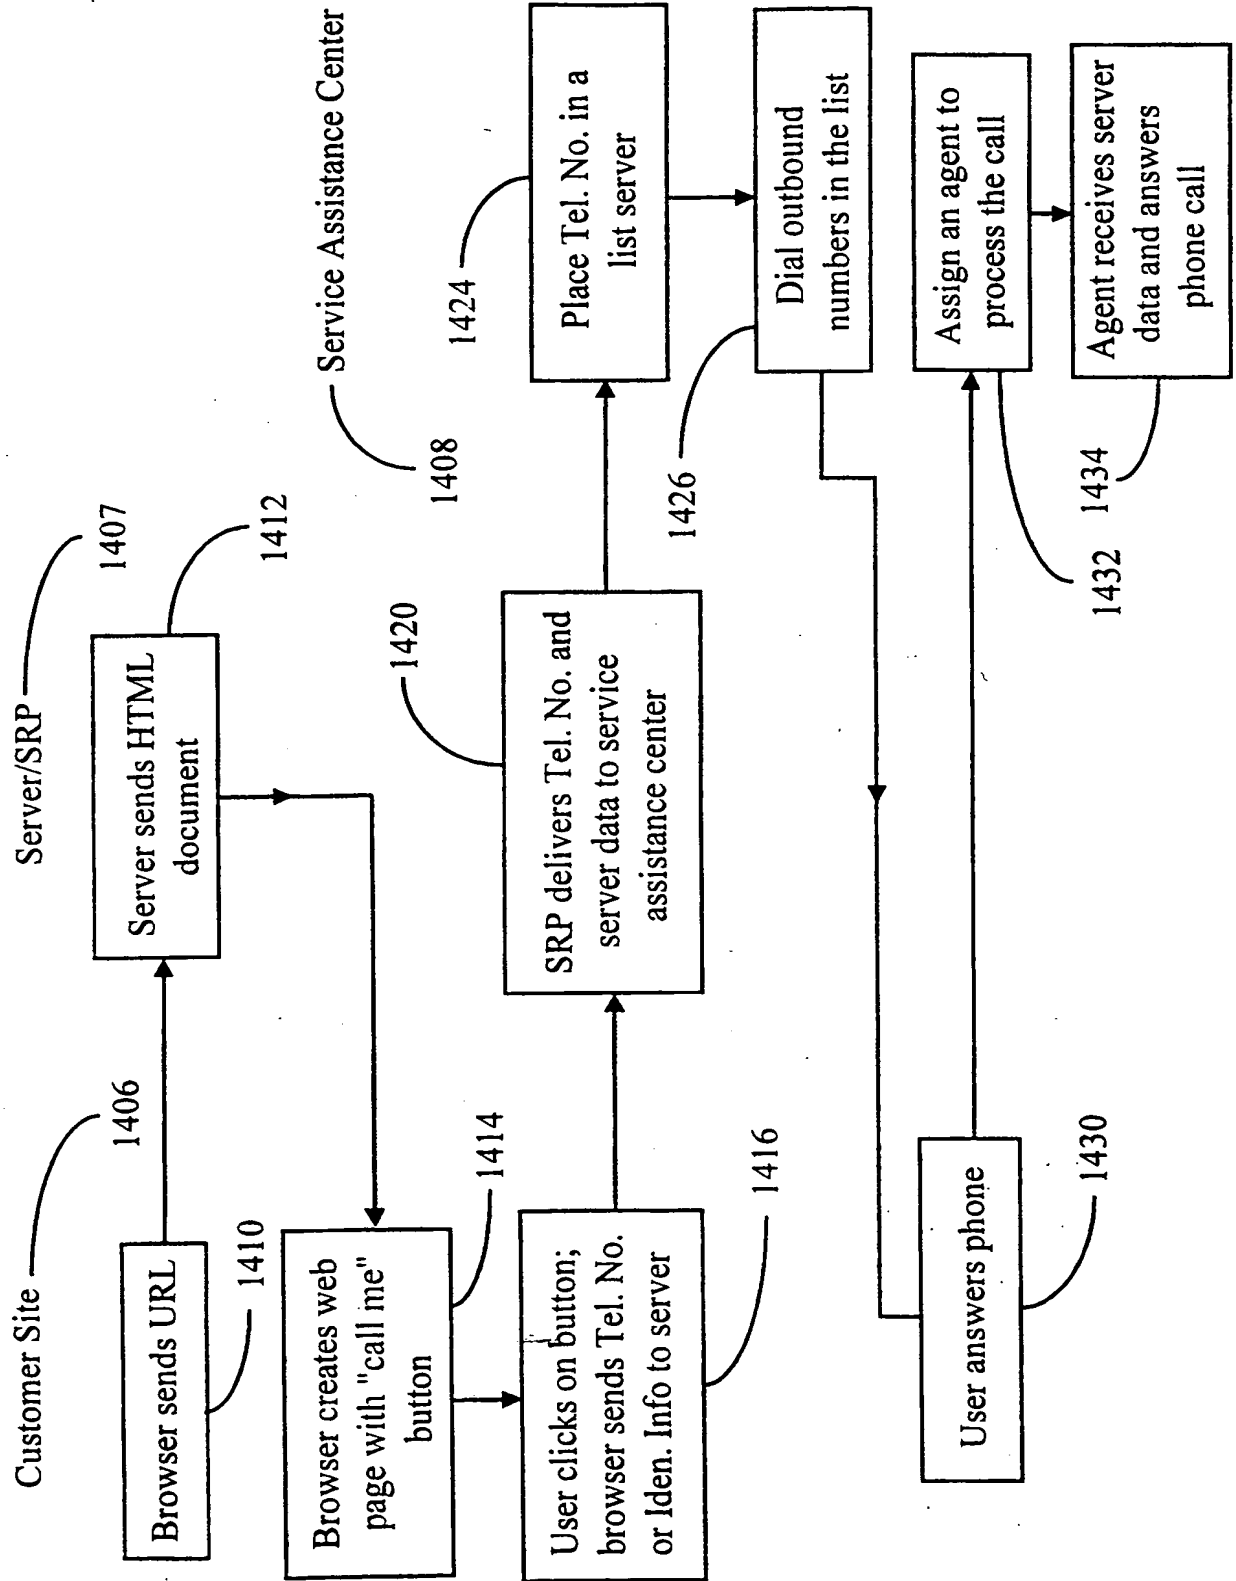 Customer Site
1406
Server/SRP
1407
Service Assistance Center
1408
Browser sends URL
1410
Server sends HTML
document
1412
Browser creates web
page with "call me"
button
1414
User clicks on button;
browser sends Tel. No.
or Iden. Info to server
1416
SRP delivers Tel. No. and
server data to service
assistance center
1420
Place Tel. No. in a
list server
1424
Dial outbound
numbers in the list
1426
User answers phone
1430
Assign an agent to
process the call
1432
Agent receives server
data and answers
phone call
1434